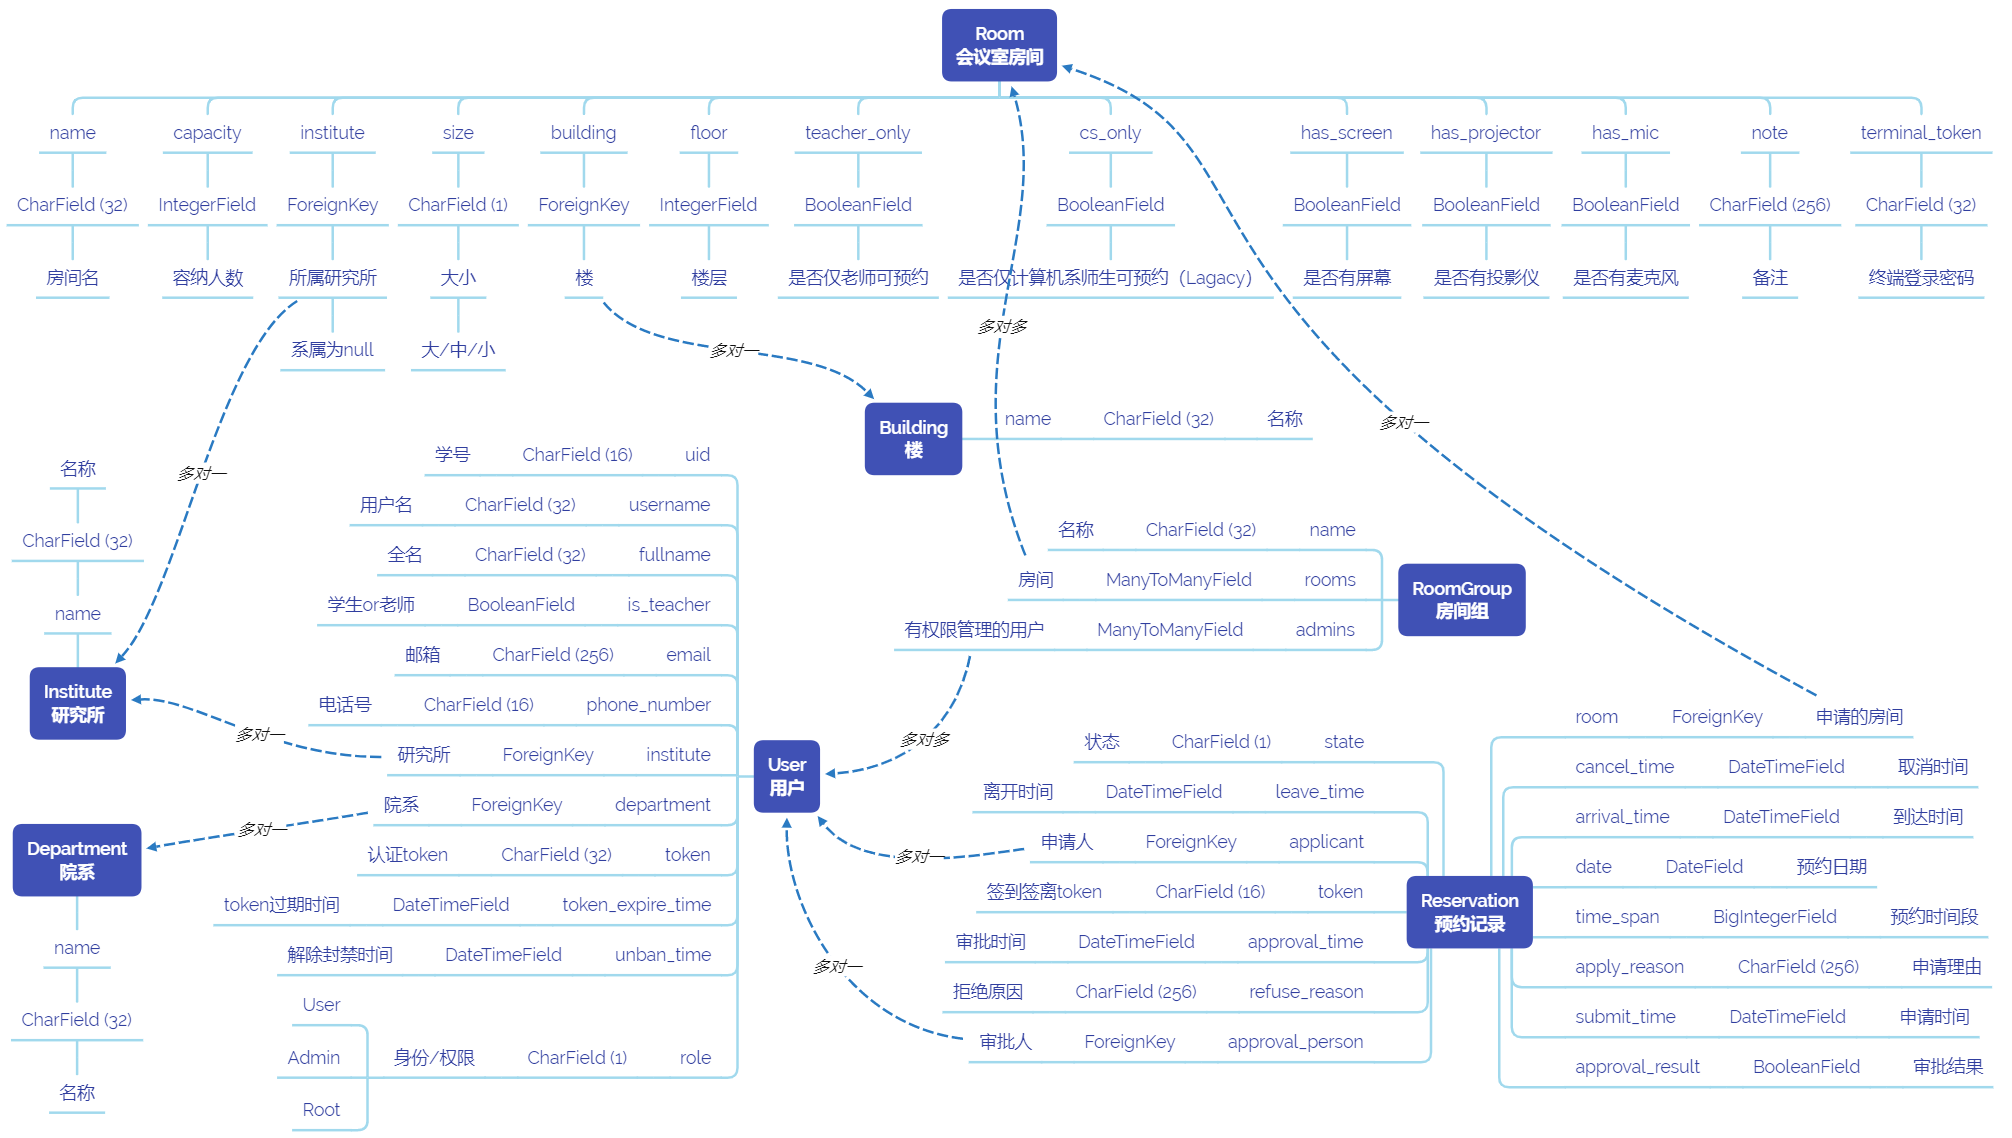 Room
会议室房间
name
capacity
institute
size
building
floor
teacher_only
cs_only
has_screen
has_projector
has_mic
note
terminal_token
CharField (32)
IntegerField
ForeignKey
CharField (1)
ForeignKey
IntegerField
BooleanField
BooleanField
BooleanField
BooleanField
BooleanField
CharField (256)
CharField (32)
房间名
容纳人数
所属研究所
大小
楼
楼层
是否仅老师可预约
是否仅计算机系师生可预约（Lagacy）
是否有屏幕
是否有投影仪
是否有麦克风
备注
终端登录密码
系属为null
大/中/小
多对一
多对多
多对一
多对一
Building
楼
name CharField (32) 名称
名称
CharField (32)
name
Institute
研究所
多对一
Department
院系
多对一
name
CharField (32)
名称
学号 CharField (16) uid
用户名 CharField (32) username
全名 CharField (32) fullname
学生or老师 BooleanField is_teacher
邮箱 CharField (256) email
电话号 CharField (16) phone_number
研究所 ForeignKey institute
院系 ForeignKey department
认证token CharField (32) token
token过期时间 DateTimeField token_expire_time
解除封禁时间 DateTimeField unban_time
User
Admin
Root
身份/权限 CharField (1) role
User
用户
名称 CharField (32) name
房间 ManyToManyField rooms
有权限管理的用户 ManyToManyField admins
RoomGroup
房间组
多对多
多对一
多对一
状态 CharField (1) state
离开时间 DateTimeField leave_time
申请人 ForeignKey applicant
签到签离token CharField (16) token
审批时间 DateTimeField approval_time
拒绝原因 CharField (256) refuse_reason
审批人 ForeignKey approval_person
Reservation
预约记录
room ForeignKey 申请的房间
cancel_time DateTimeField 取消时间
arrival_time DateTimeField 到达时间
date DateField 预约日期
time_span BigIntegerField 预约时间段
apply_reason CharField (256) 申请理由
submit_time DateTimeField 申请时间
approval_result BooleanField 审批结果